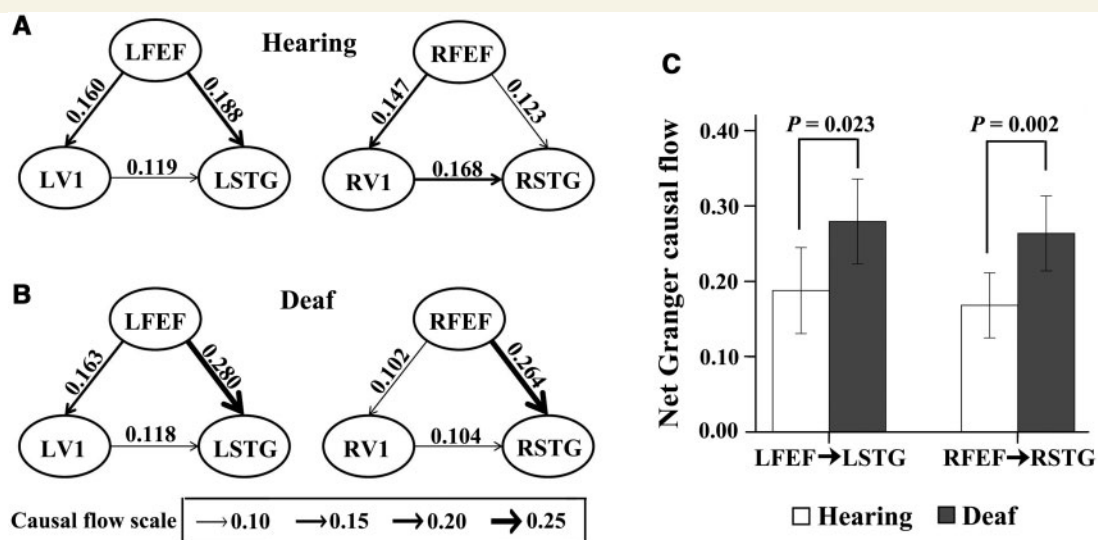 A
Hearing
LFEF
0.160
0.188
LV1
0.119
LSTG
RFEF
0.147
0.123
RV1
0.168
RSTG
B
Deaf
LFEF
0.163
0.280
LV1
0.118
LSTG
RFEF
0.102
0.264
RV1
0.104
RSTG
Causal flow scale → 0.10 → 0.15 → 0.20 → 0.25
C
Net Granger causal flow
0.40
0.30
0.20
0.10
0.00
P = 0.023
P = 0.002
LFEF→LSTG
RFEF→RSTG
Hearing
Deaf